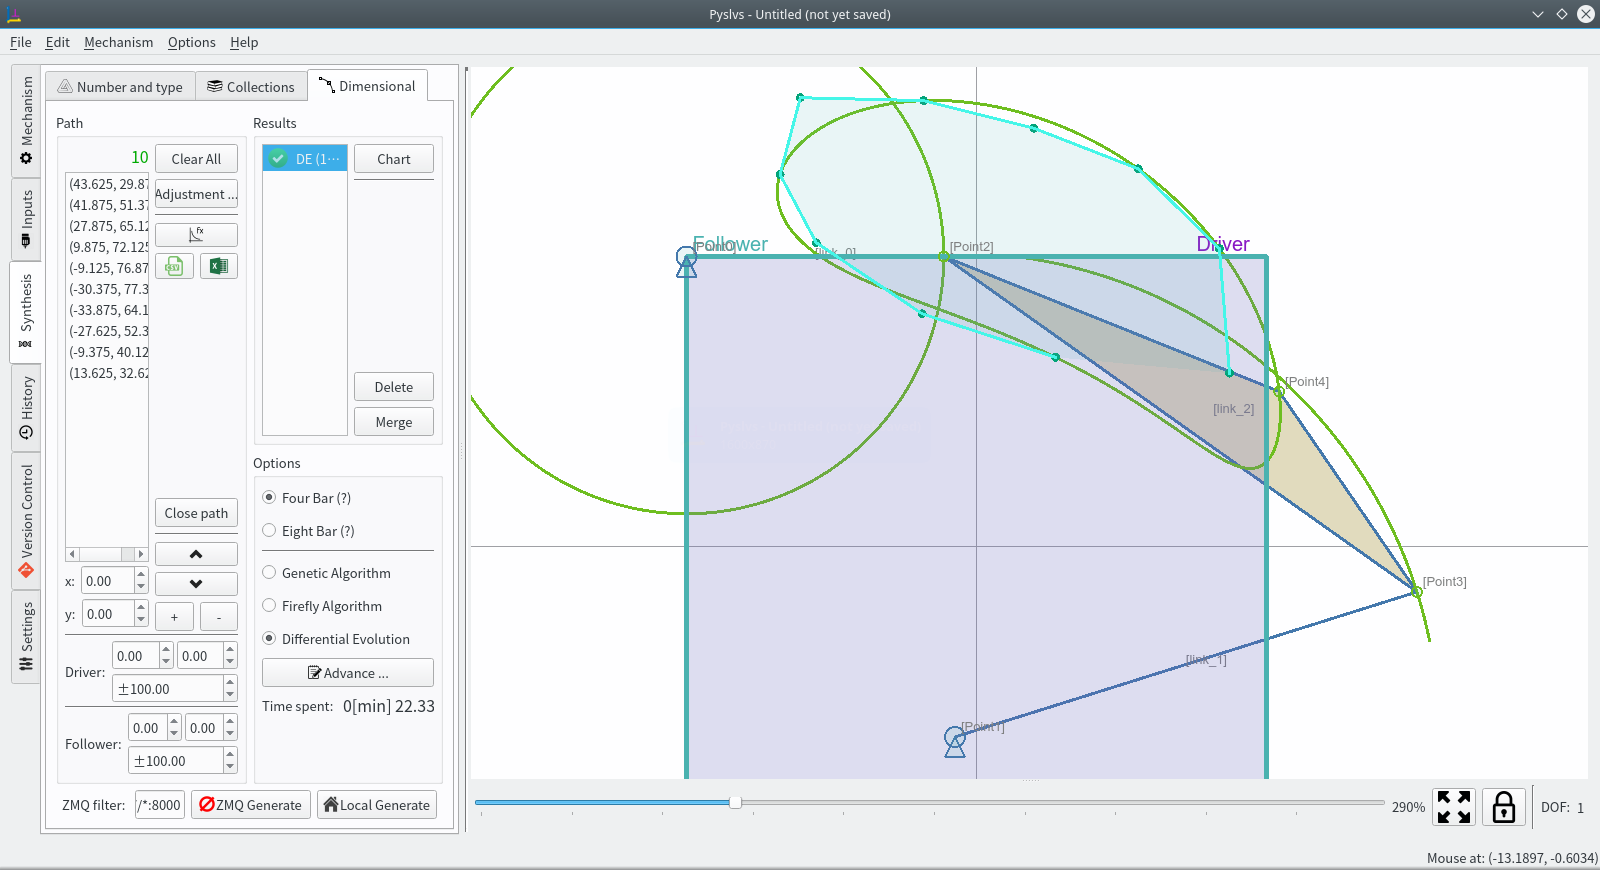 Pyslvs - Untitled (not yet saved)
File Edit Mechanism Options Help
Mechanism
Inputs
Synthesis
History
Version Control
Settings
Number and type
Collections
Dimensional
Path
10
Clear All
(43.625, 29.87
(41.875, 51.37
(27.875, 65.12
(9.875, 72.125
(-9.125, 76.87
(-30.375, 77.3
(-33.875, 64.1
(-27.625, 52.3
(-9.375, 40.12
(13.625, 32.62
Adjustment ...
fx
CSV
Close path
x: 0.00
y: 0.00
+ -
Driver: 0.00 0.00
±100.00
Follower: 0.00 0.00
±100.00
Results
DE (1···
Chart
Delete
Merge
Options
Four Bar (?)
Eight Bar (?)
Genetic Algorithm
Firefly Algorithm
Differential Evolution
Advance ...
Time spent: 0[min] 22.33
ZMQ filter: /*:8000 ZMQ Generate Local Generate
Follower
[link_0]
[Point2]
Driver
[Point4]
[link_2]
[Point3]
[link_1]
[Point1]
290%
DOF: 1
Mouse at: (-13.1897, -0.6034)